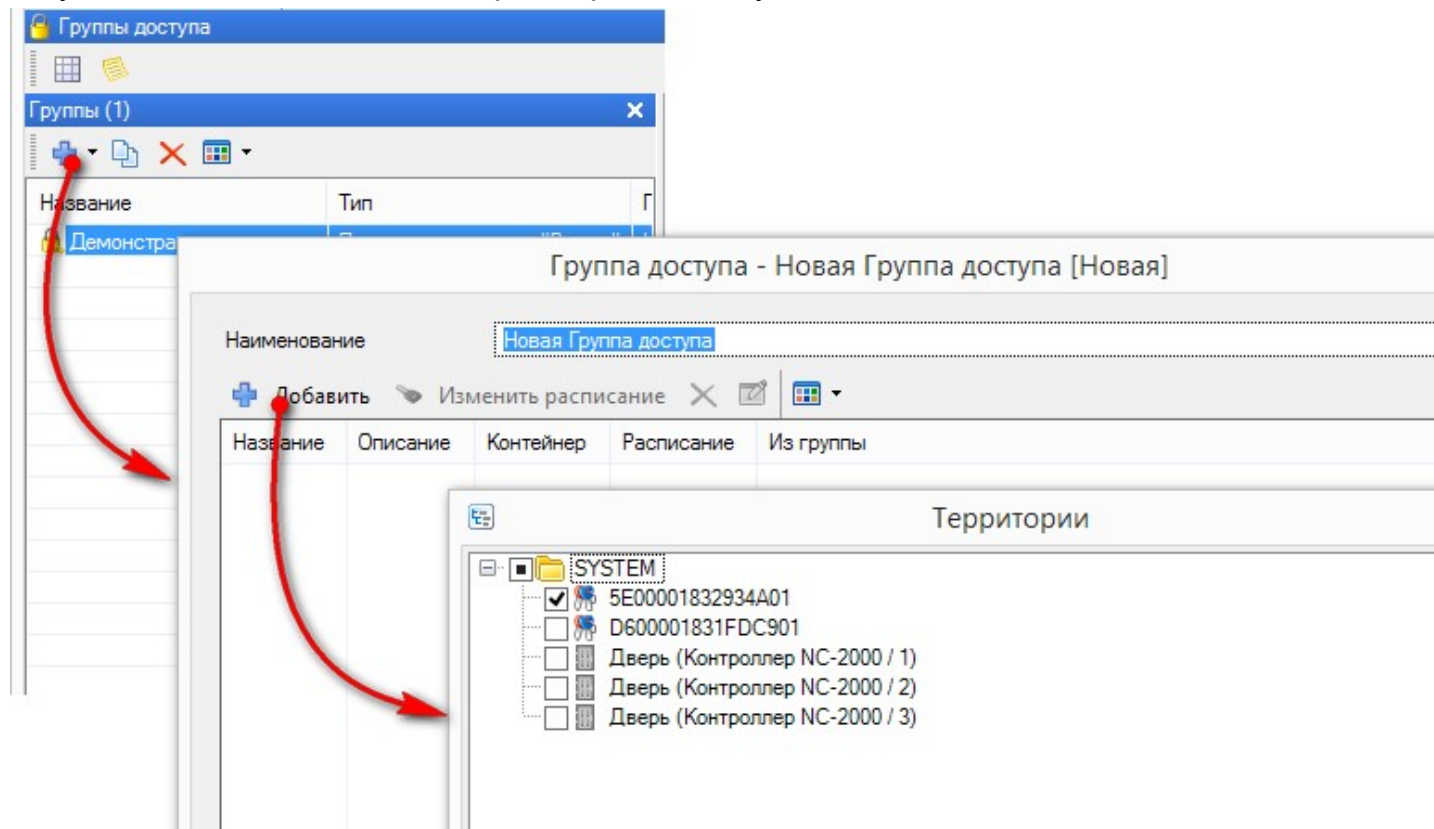 Группы доступа
Группы (1)
Название Тип Г
Демонстра
Группа доступа - Новая Группа доступа [Новая]
Наименование Новая Группа доступа
Добавить Изменить расписание
Название Описание Контейнер Расписание Из группы
Территории
SYSTEM
5E00001832934A01
D600001831FDC901
Дверь (Контроллер NC-2000 / 1)
Дверь (Контроллер NC-2000 / 2)
Дверь (Контроллер NC-2000 / 3)